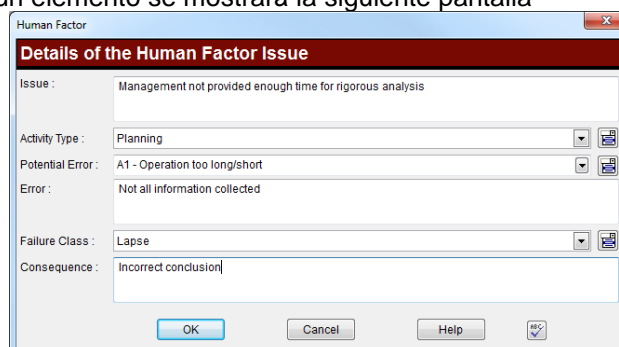 un elemento se mostrará la siguiente pantalla
Human Factor
Details of the Human Factor Issue
Issue : Management not provided enough time for rigorous analysis
Activity Type : Planning
Potential Error : A1 - Operation too long/short
Error : Not all information collected
Failure Class : Lapse
Consequence : Incorrect conclusion
OK Cancel Help ABC